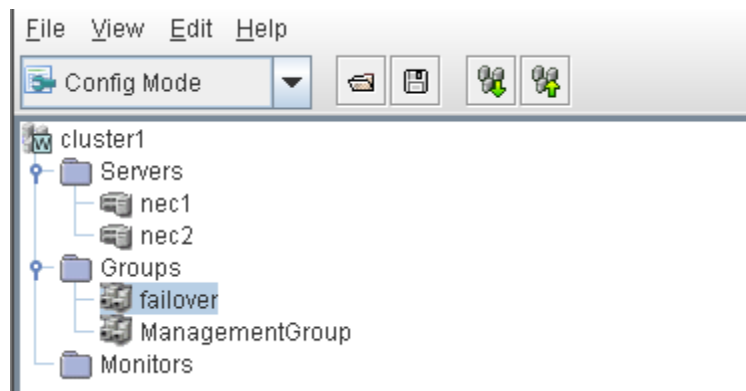 File View Edit Help
Config Mode
cluster1
Servers
nec1
nec2
Groups
failover
ManagementGroup
Monitors